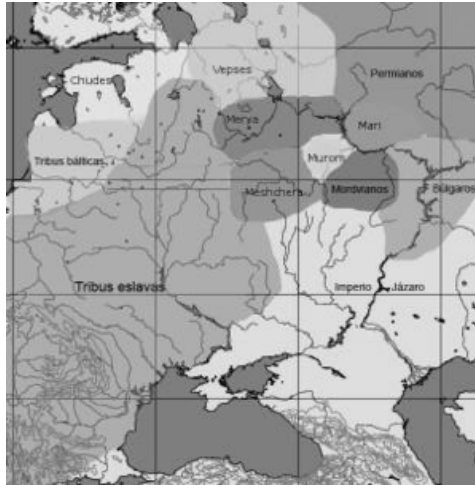 Chudes
Vepses
Permianos
Merya
Mari
Tribus bálticas
Murom
Meshchera
Mordvianos
Búlgaros
Tribus eslavas
Imperio Jázaro